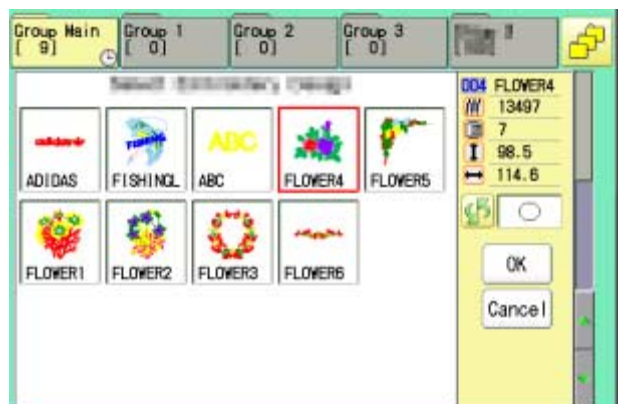 Group Main
[ 9]
Group 1
[ 0]
Group 2
[ 0]
Group 3
[ 0]
004 FLOWER4
13497
7
98.5
114.6
ADIDAS
FISHINGL
ABC
ABC
FLOWER4
FLOWER5
FLOWER1
FLOWER2
FLOWER3
FLOWER6
OK
Cancel